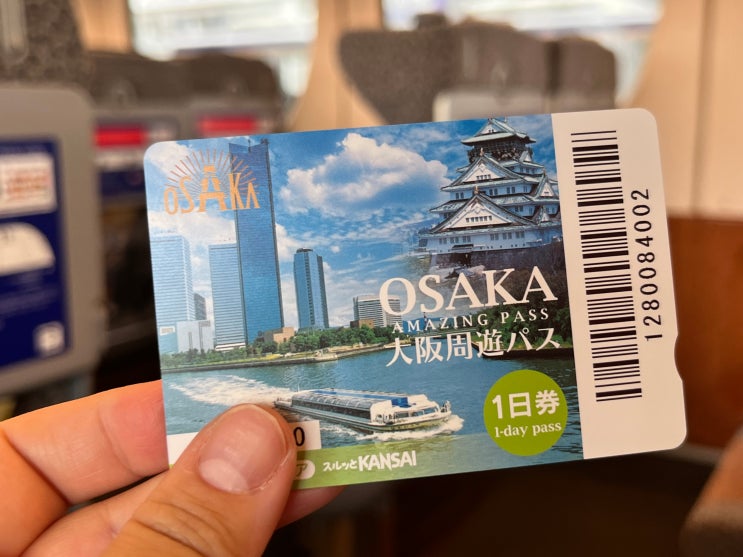 OSAKA
OSAKA
AMAZING PASS
大阪周遊パス
1日券
1-day pass
スルッとKANSAI
1280084002